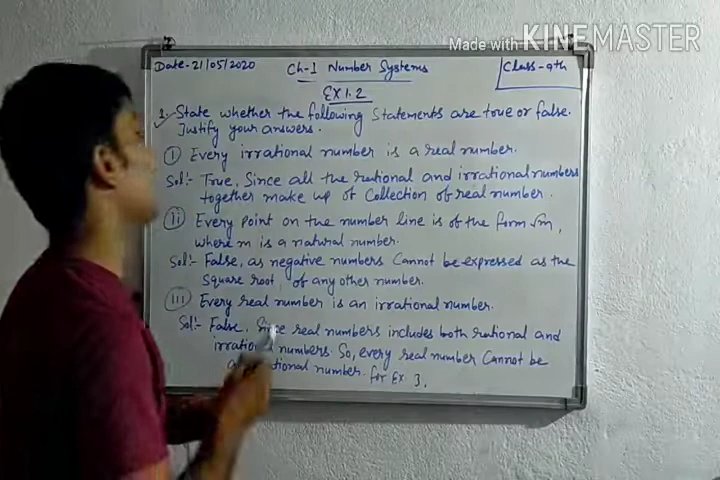 Made with KINEMASTER
Date-21/05/2020 Ch-1 Number Systems Class-9th
EX 1.2
1. State whether the following Statements are true or false.
Justify your answers.
(i) Every irrational number is a real number.
Sol:- True, Since all the rational and irrational numbers
together make up of Collection of real number.
(ii) Every point on the number line is of the form √m,
where m is a natural number.
Sol:- False, as negative numbers Cannot be expressed as the
square root of any other number.
(iii) Every real number is an irrational number.
Sol:- False, Since real numbers includes both rational and
irrational numbers. So, every real number Cannot be
number. for Ex 3.